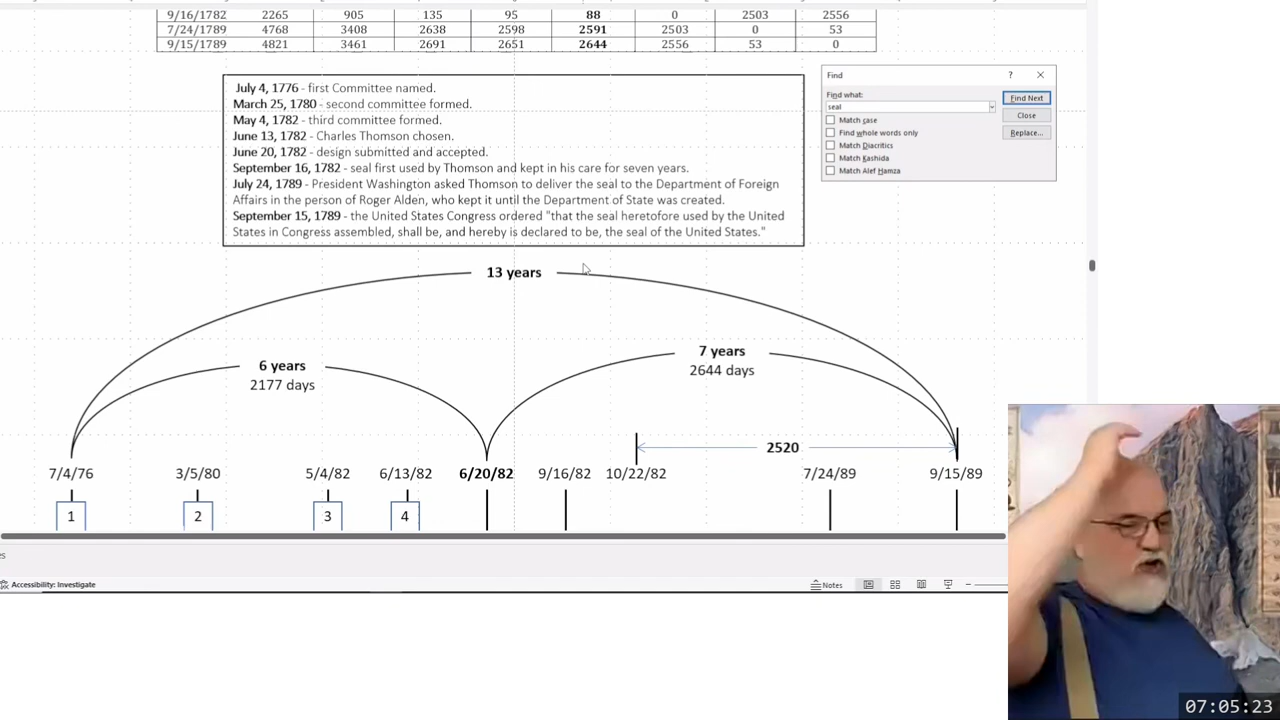 9/16/1782 2265 905 135 95 88 0 2503 2556
7/24/1789 4768 3408 2638 2598 2591 2503 0 53
9/15/1789 4821 3461 2691 2651 2644 2556 53 0
July 4, 1776 - first Committee named.
March 25, 1780 - second committee formed.
May 4, 1782 - third committee formed.
June 13, 1782 - Charles Thomson chosen.
June 20, 1782 - design submitted and accepted.
September 16, 1782 - seal first used by Thomson and kept in his care for seven years.
July 24, 1789 - President Washington asked Thomson to deliver the seal to the Department of Foreign
Affairs in the person of Roger Alden, who kept it until the Department of State was created.
September 15, 1789 - the United States Congress ordered "that the seal heretofore used by the United
States in Congress assembled, shall be, and hereby is declared to be, the seal of the United States."
Find ?
Find what:
seal
Find Next
Match case
Close
Find whole words only
Replace...
Match Diacritics
Match Kashida
Match Alef Hamza
13 years
6 years
2177 days
7 years
2644 days
2520
7/4/76 3/5/80 5/4/82 6/13/82 6/20/82 9/16/82 10/22/82 7/24/89 9/15/89
1 2 3 4
es
Accessibility: Investigate
Notes
07:05:23